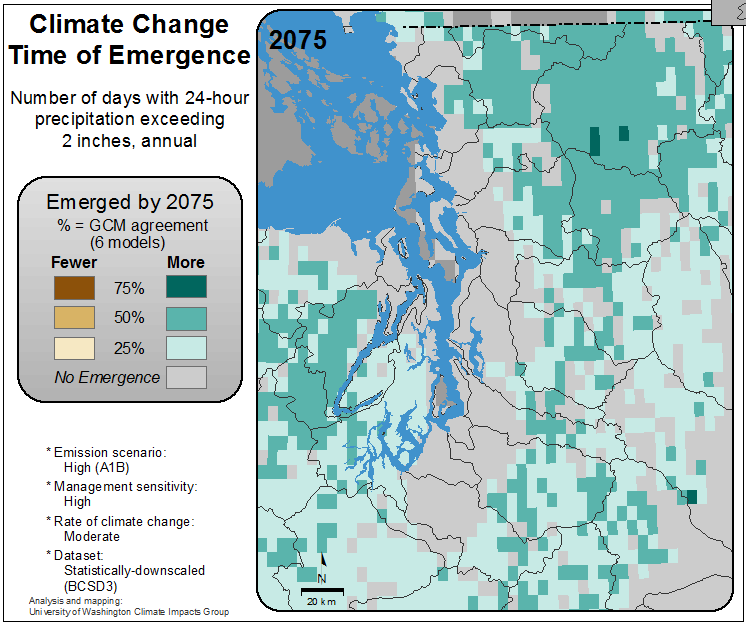 Climate Change
Time of Emergence
Number of days with 24-hour
precipitation exceeding
2 inches, annual
Emerged by 2075
% = GCM agreement
(6 models)
Fewer More
75%
50%
25%
No Emergence
* Emission scenario:
High (A1B)
* Management sensitivity:
High
* Rate of climate change:
Moderate
* Dataset:
Statistically-downscaled
(BCSD3)
Analysis and mapping:
University of Washington Climate Impacts Group
2075
N
20 km